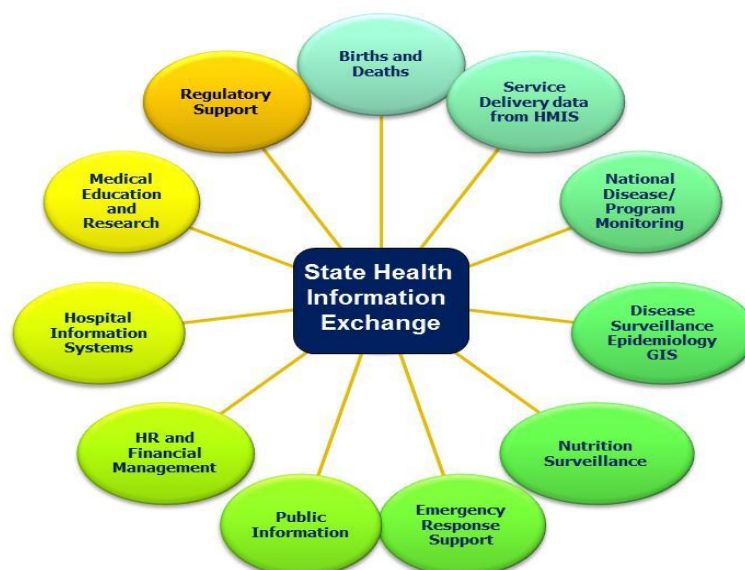 Births and
Deaths
Service
Delivery data
from HMIS
National
Disease/
Program
Monitoring
Disease
Surveillance
Epidemiology
GIS
Nutrition
Surveillance
Emergency
Response
Support
Public
Information
HR and
Financial
Management
Hospital
Information
Systems
Medical
Education
and
Research
Regulatory
Support
State Health
Information
Exchange